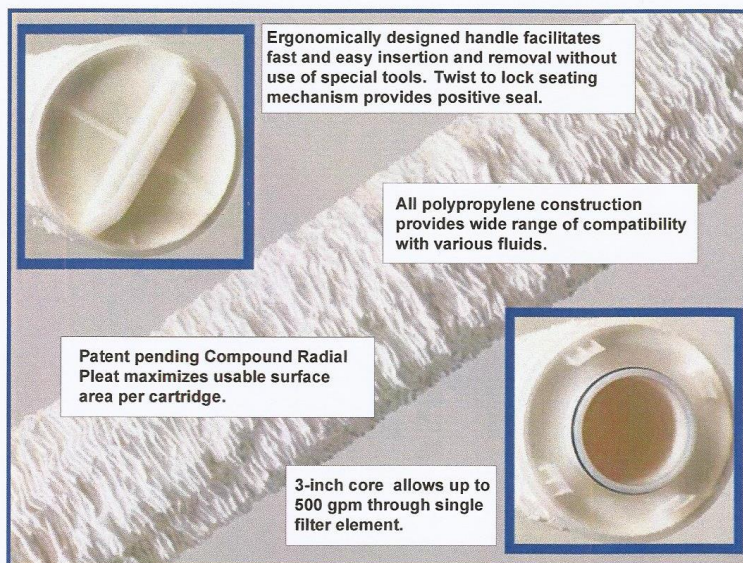 Ergonomically designed handle facilitates
fast and easy insertion and removal without
use of special tools. Twist to lock seating
mechanism provides positive seal.
All polypropylene construction
provides wide range of compatibility
with various fluids.
Patent pending Compound Radial
Pleat maximizes usable surface
area per cartridge.
3-inch core allows up to
500 gpm through single
filter element.